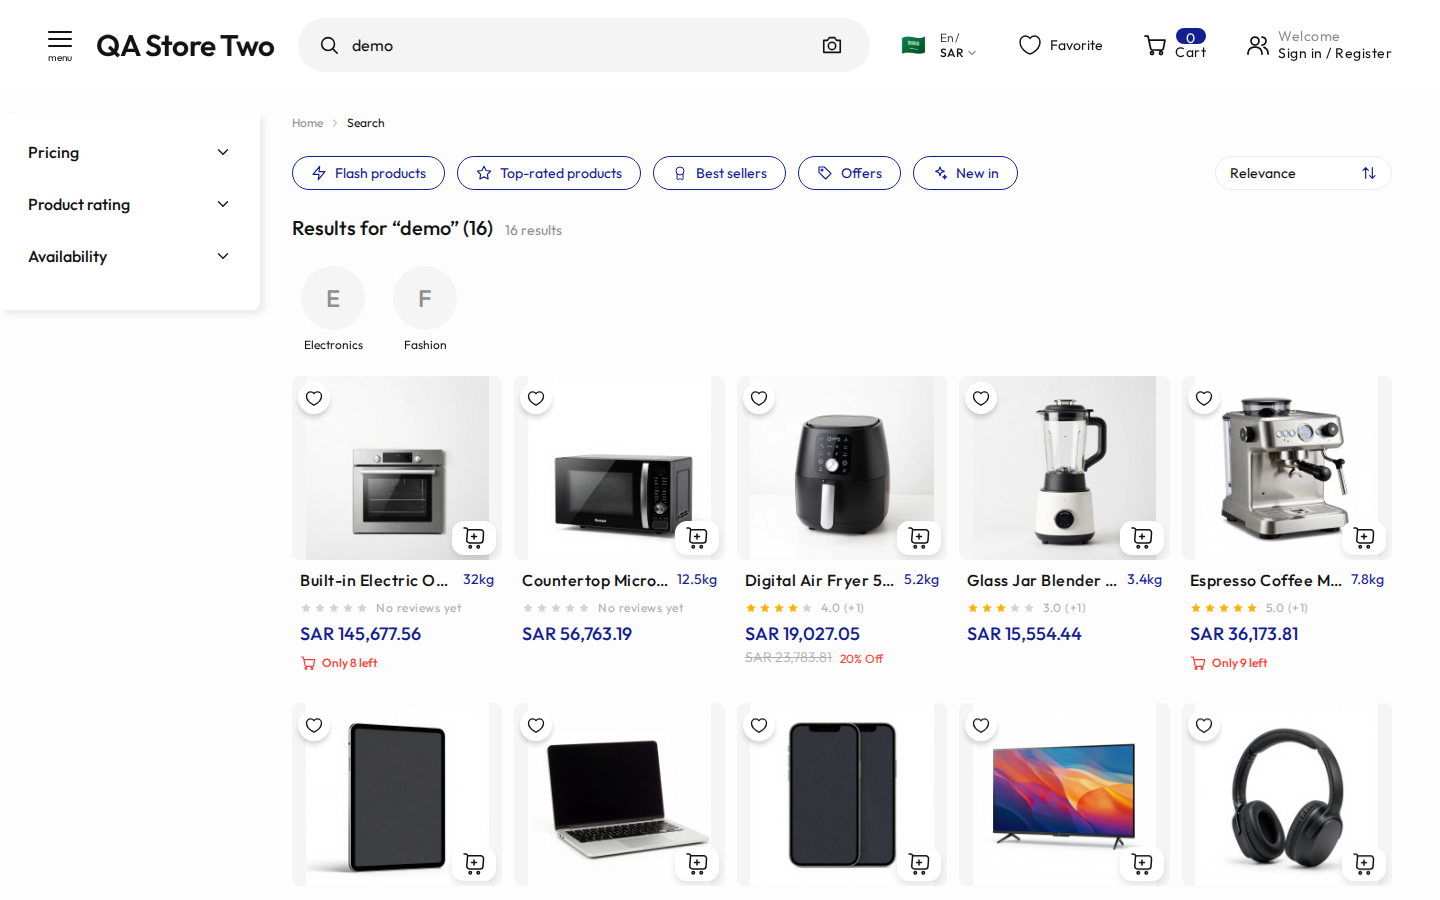 menu
QA Store Two
demo
En/
SAR
Favorite
0
Cart
Welcome
Sign in / Register
Pricing
Product rating
Availability
Home
Search
Flash products
Top-rated products
Best sellers
Offers
New in
Relevance
Results for “demo” (16)
16 results
E
F
Electronics
Fashion
Built-in Electric O... 32kg
No reviews yet
SAR 145,677.56
Only 8 left
Countertop Micro... 12.5kg
No reviews yet
SAR 56,763.19
Digital Air Fryer 5... 5.2kg
4.0 (+1)
SAR 19,027.05
SAR 23,783.81 20% Off
Glass Jar Blender ... 3.4kg
3.0 (+1)
SAR 15,554.44
Espresso Coffee M... 7.8kg
5.0 (+1)
SAR 36,173.81
Only 9 left